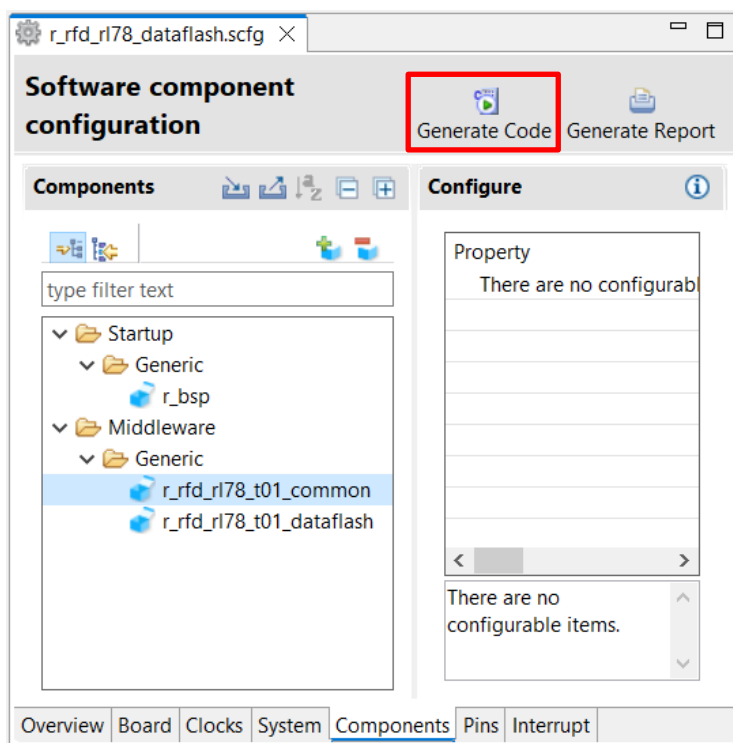 r_rfd_rl78_dataflash.scfg
Software component
configuration
Generate Code
Generate Report
Components
Configure
type filter text
Startup
Generic
r_bsp
Middleware
Generic
r_rfd_rl78_t01_common
r_rfd_rl78_t01_dataflash
Property
There are no configurabl
There are no
configurable items.
Overview Board Clocks System Components Pins Interrupt